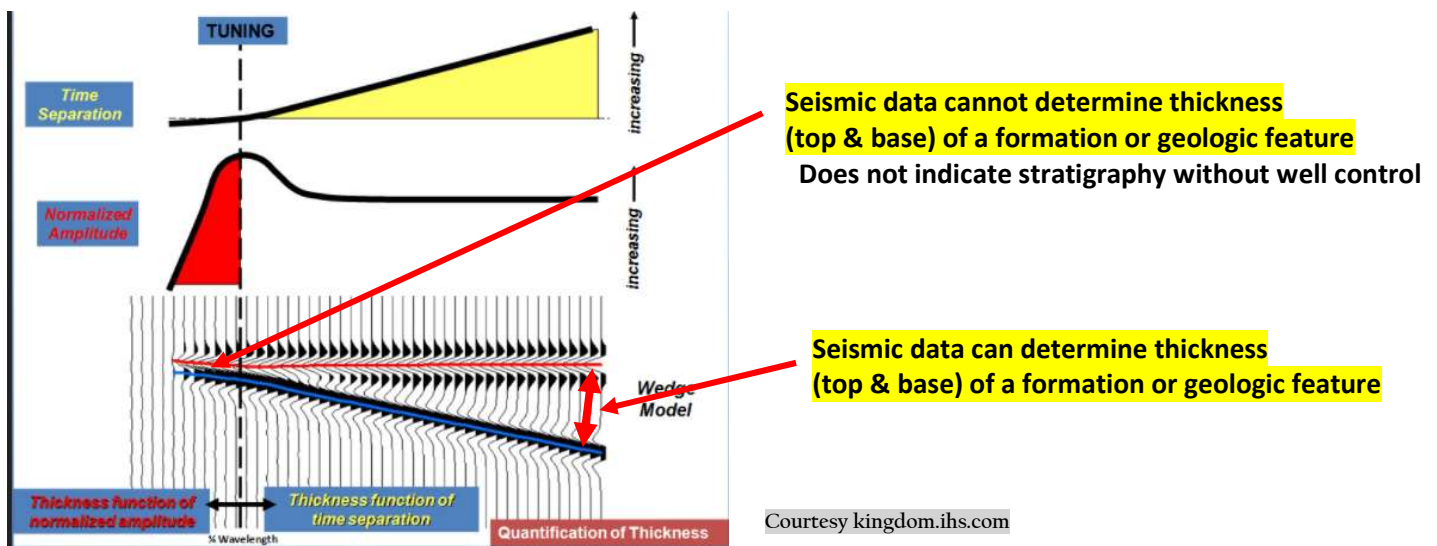 TUNING
Time
Separation
increasing
Normalized
Amplitude
increasing
Wedge
Model
Thickness function of
normalized amplitude
Thickness function of
time separation
¼ Wavelength
Quantification of Thickness
Seismic data cannot determine thickness
(top & base) of a formation or geologic feature
Does not indicate stratigraphy without well control
Seismic data can determine thickness
(top & base) of a formation or geologic feature
Courtesy kingdom.ihs.com